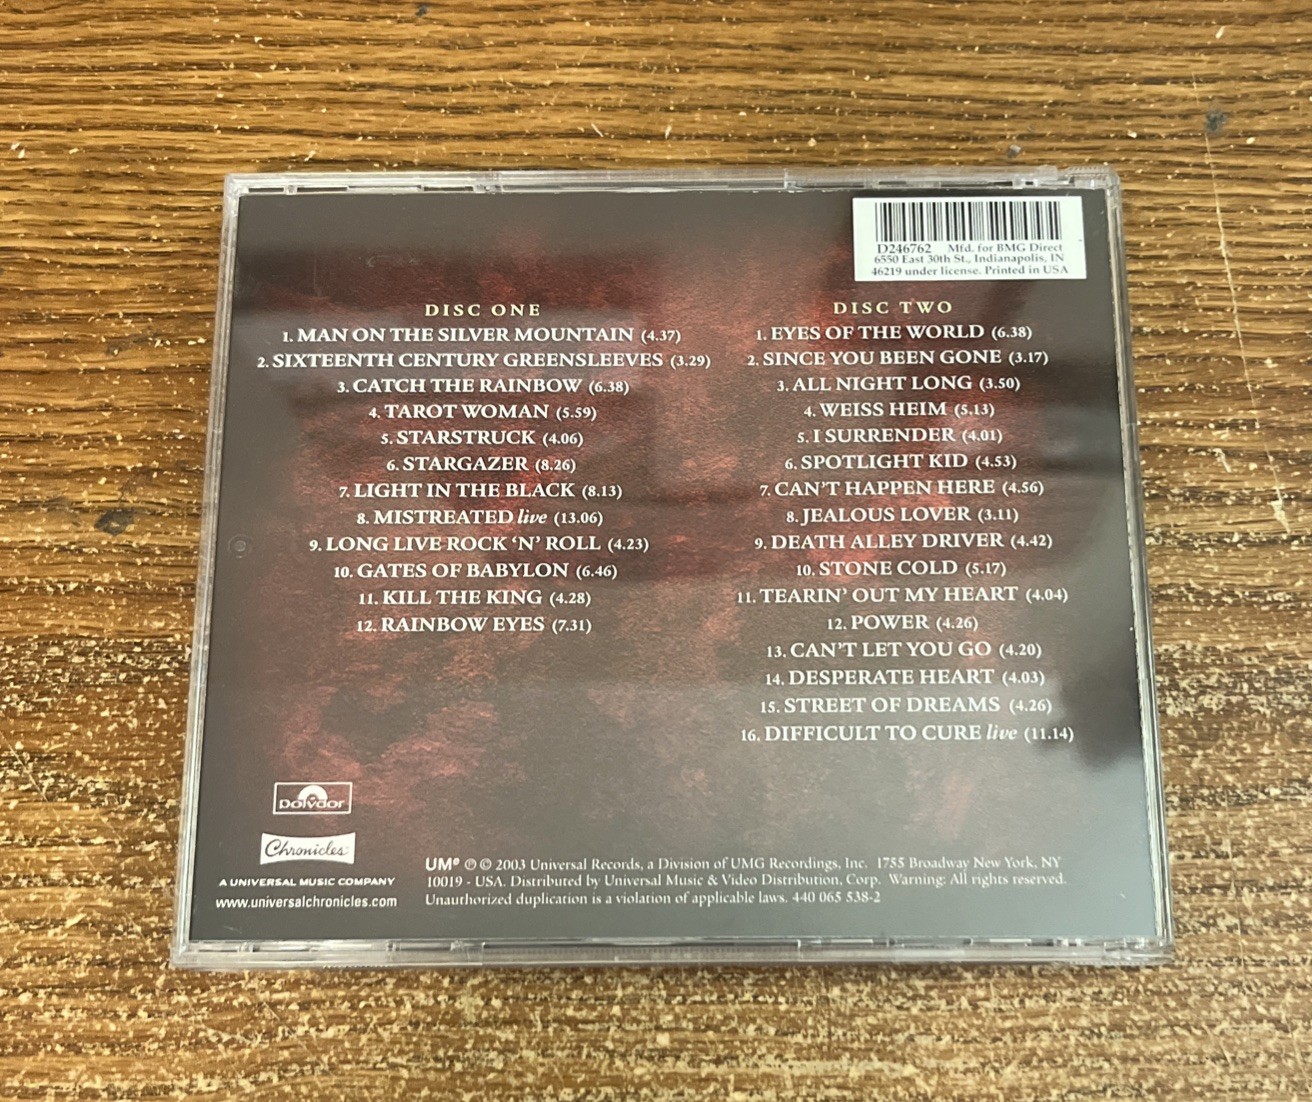 D246762 Mfd. for BMG Direct
6550 East 30th St., Indianapolis, IN
46219 under license. Printed in USA
DISC ONE
1. MAN ON THE SILVER MOUNTAIN (4.37)
2. SIXTEENTH CENTURY GREENSLEEVES (3.29)
3. CATCH THE RAINBOW (6.38)
4. TAROT WOMAN (5.59)
5. STARSTRUCK (4.06)
6. STARGAZER (8.26)
7. LIGHT IN THE BLACK (8.13)
8. MISTREATED live (13.06)
9. LONG LIVE ROCK ‘N’ ROLL (4.23)
10. GATES OF BABYLON (6.46)
11. KILL THE KING (4.28)
12. RAINBOW EYES (7.31)
DISC TWO
1. EYES OF THE WORLD (6.38)
2. SINCE YOU BEEN GONE (3.17)
3. ALL NIGHT LONG (3.50)
4. WEISS HEIM (5.13)
5. I SURRENDER (4.01)
6. SPOTLIGHT KID (4.53)
7. CAN’T HAPPEN HERE (4.56)
8. JEALOUS LOVER (3.11)
9. DEATH ALLEY DRIVER (4.42)
10. STONE COLD (5.17)
11. TEARIN’ OUT MY HEART (4.04)
12. POWER (4.26)
13. CAN’T LET YOU GO (4.20)
14. DESPERATE HEART (4.03)
15. STREET OF DREAMS (4.26)
16. DIFFICULT TO CURE live (11.14)
Polydor
Chronicles
A UNIVERSAL MUSIC COMPANY
www.universalchronicles.com
UMe ℗ © 2003 Universal Records, a Division of UMG Recordings, Inc. 1755 Broadway New York, NY
10019 - USA. Distributed by Universal Music & Video Distribution, Corp. Warning: All rights reserved.
Unauthorized duplication is a violation of applicable laws. 440 065 538-2